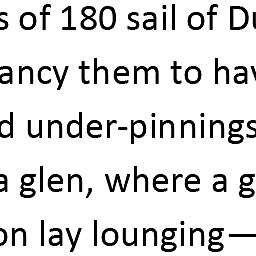 s of 180 sail of Du
ancy them to hav
d under-pinnings
a glen, where a g
on lay lounging—